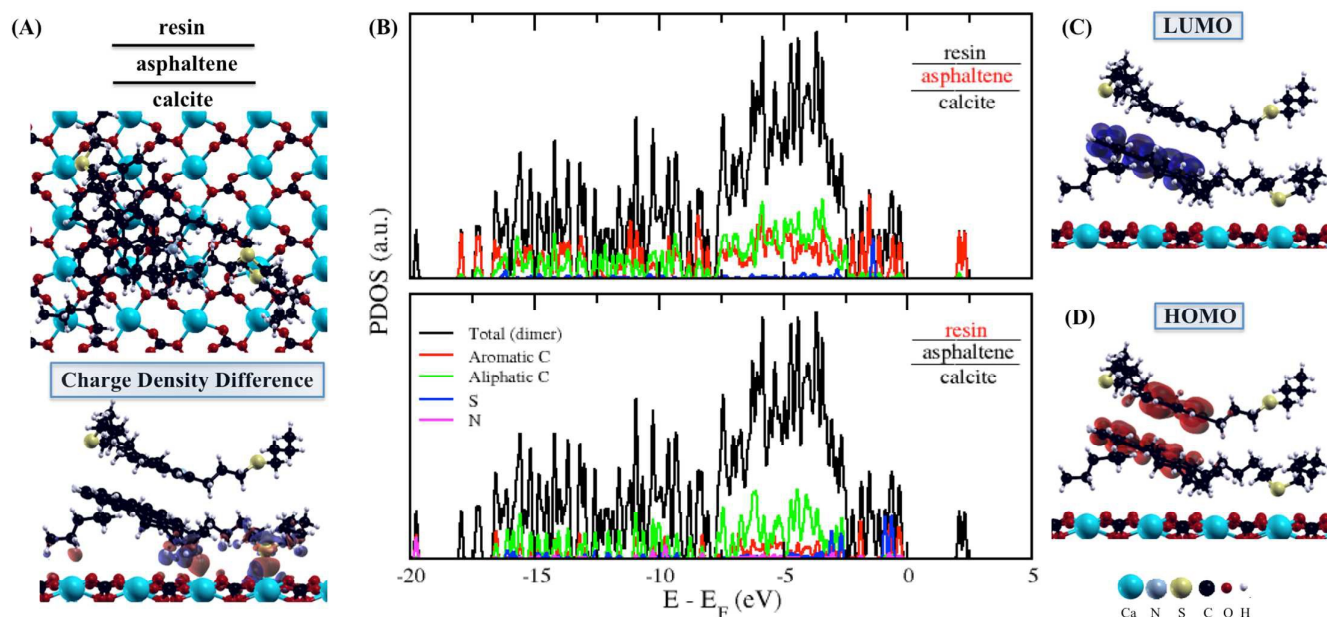 (A)
resin
asphaltene
calcite
Charge Density Difference
(B)
PDOS (a.u.)
resin
asphaltene
calcite
Total (dimer)
Aromatic C
Aliphatic C
S
N
resin
asphaltene
calcite
-20 -15 -10 -5 0 5
E - E_F (eV)
(C)
LUMO
(D)
HOMO
Ca N S C O H